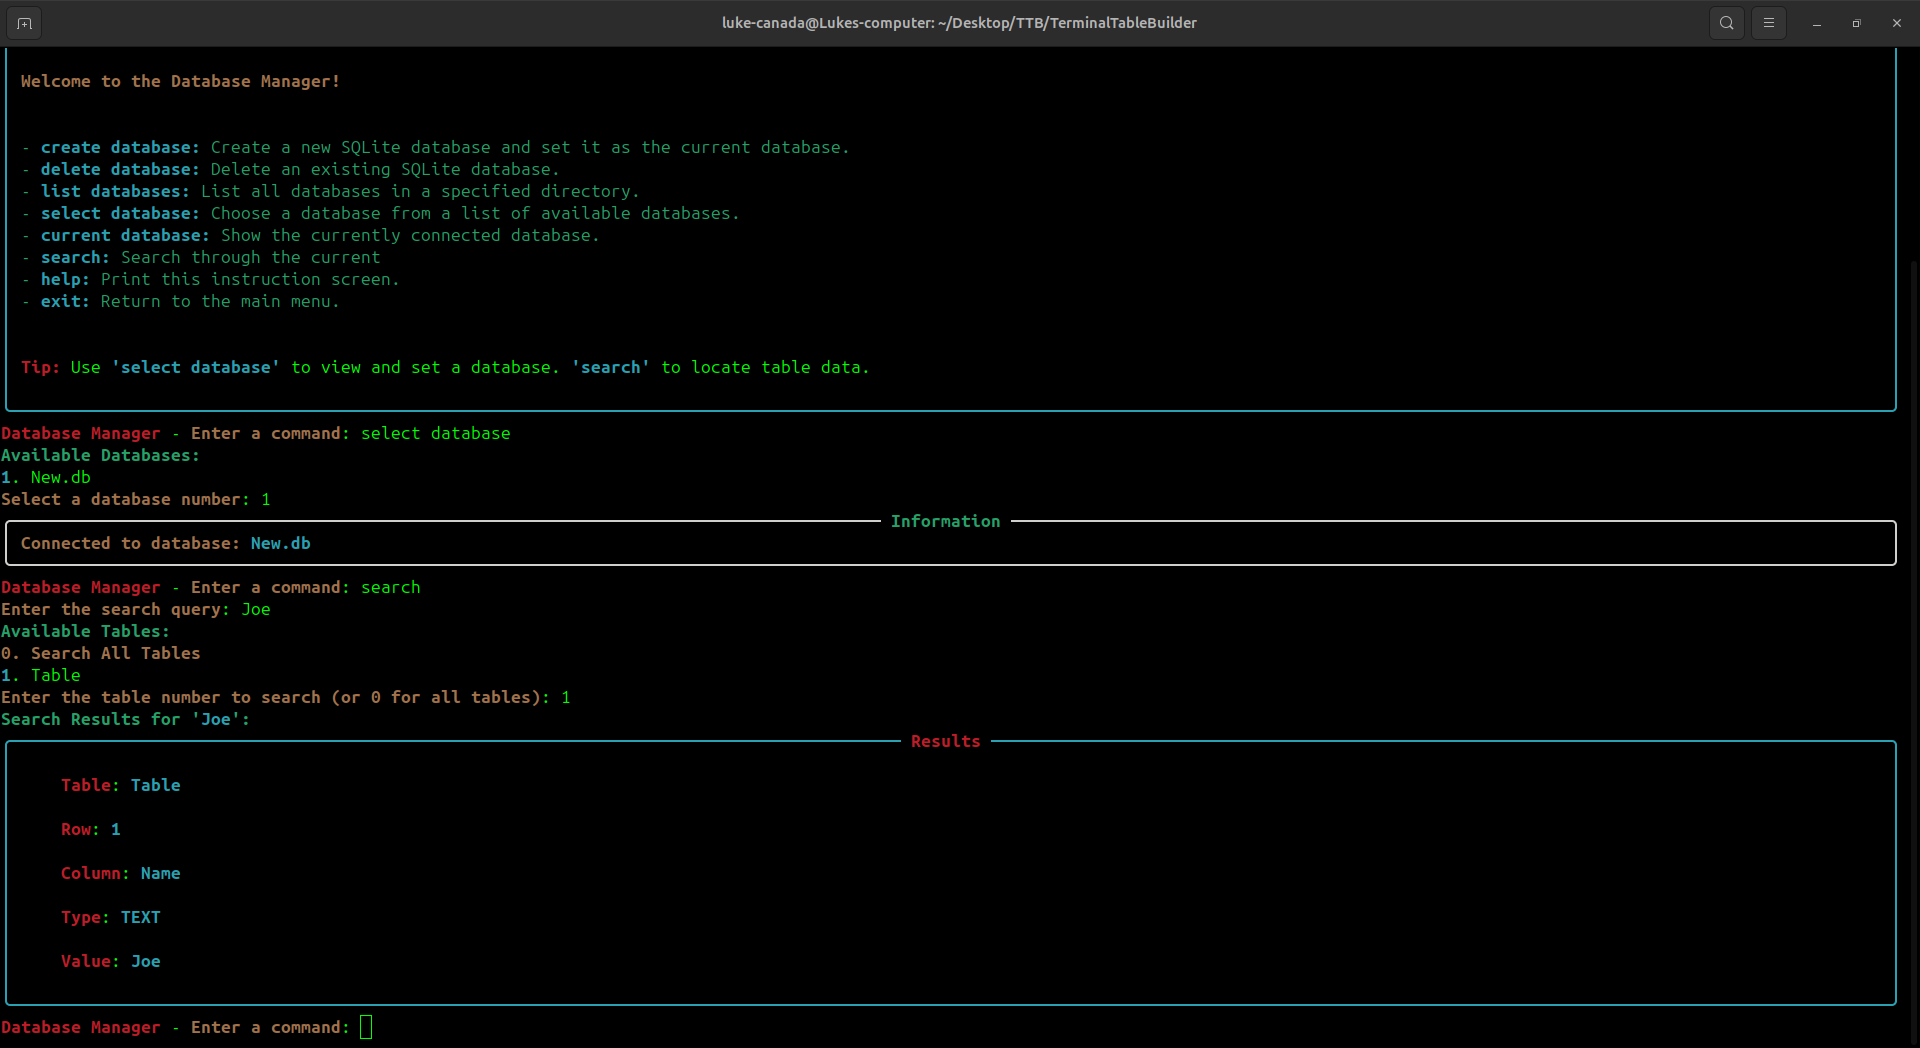 luke-canada@Lukes-computer: ~/Desktop/TTB/TerminalTableBuilder
Welcome to the Database Manager!
- create database: Create a new SQLite database and set it as the current database.
- delete database: Delete an existing SQLite database.
- list databases: List all databases in a specified directory.
- select database: Choose a database from a list of available databases.
- current database: Show the currently connected database.
- search: Search through the current
- help: Print this instruction screen.
- exit: Return to the main menu.
Tip: Use 'select database' to view and set a database. 'search' to locate table data.
Database Manager - Enter a command: select database
Available Databases:
1. New.db
Select a database number: 1
Information
Connected to database: New.db
Database Manager - Enter a command: search
Enter the search query: Joe
Available Tables:
0. Search All Tables
1. Table
Enter the table number to search (or 0 for all tables): 1
Search Results for 'Joe':
Results
Table: Table
Row: 1
Column: Name
Type: TEXT
Value: Joe
Database Manager - Enter a command: